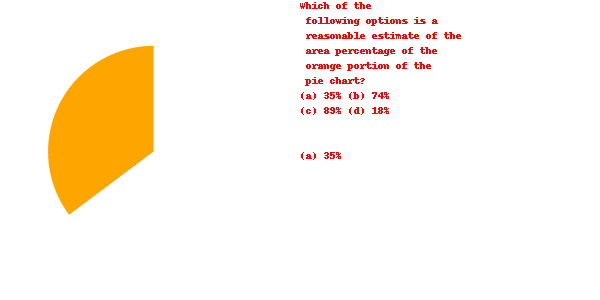 Which of the
following options is a
reasonable estimate of the
area percentage of the
orange portion of the
pie chart?
(a) 35% (b) 74%
(c) 89% (d) 18%
(a) 35%